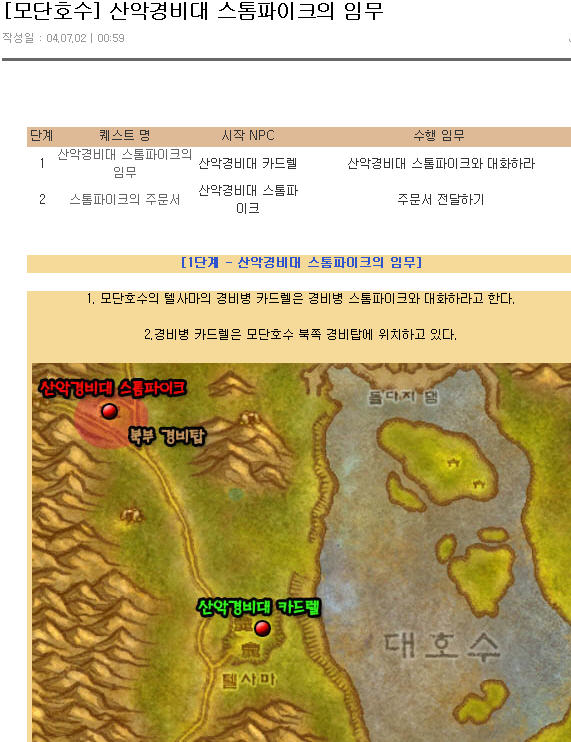 [모단호수] 산악경비대 스톰파이크의 임무
작성일 : 04.07.02 | 00:59
단계 퀘스트 명 시작 NPC 수행 임무
1 산악경비대 스톰파이크의 임무 산악경비대 카드렐 산악경비대 스톰파이크와 대화하라
2 스톰파이크의 주문서 산악경비대 스톰파이크 주문서 전달하기
[1단계 - 산악경비대 스톰파이크의 임무]
1. 모단호수의 텔사마의 경비병 카드렐은 경비병 스톰파이크와 대화하라고 한다.
2.경비병 카드렐은 모단호수 북쪽 경비탑에 위치하고 있다.
산악경비대 스톰파이크
돌다지 댐
북부 경비탑
산악경비대 카드렐
대호수
텔사마